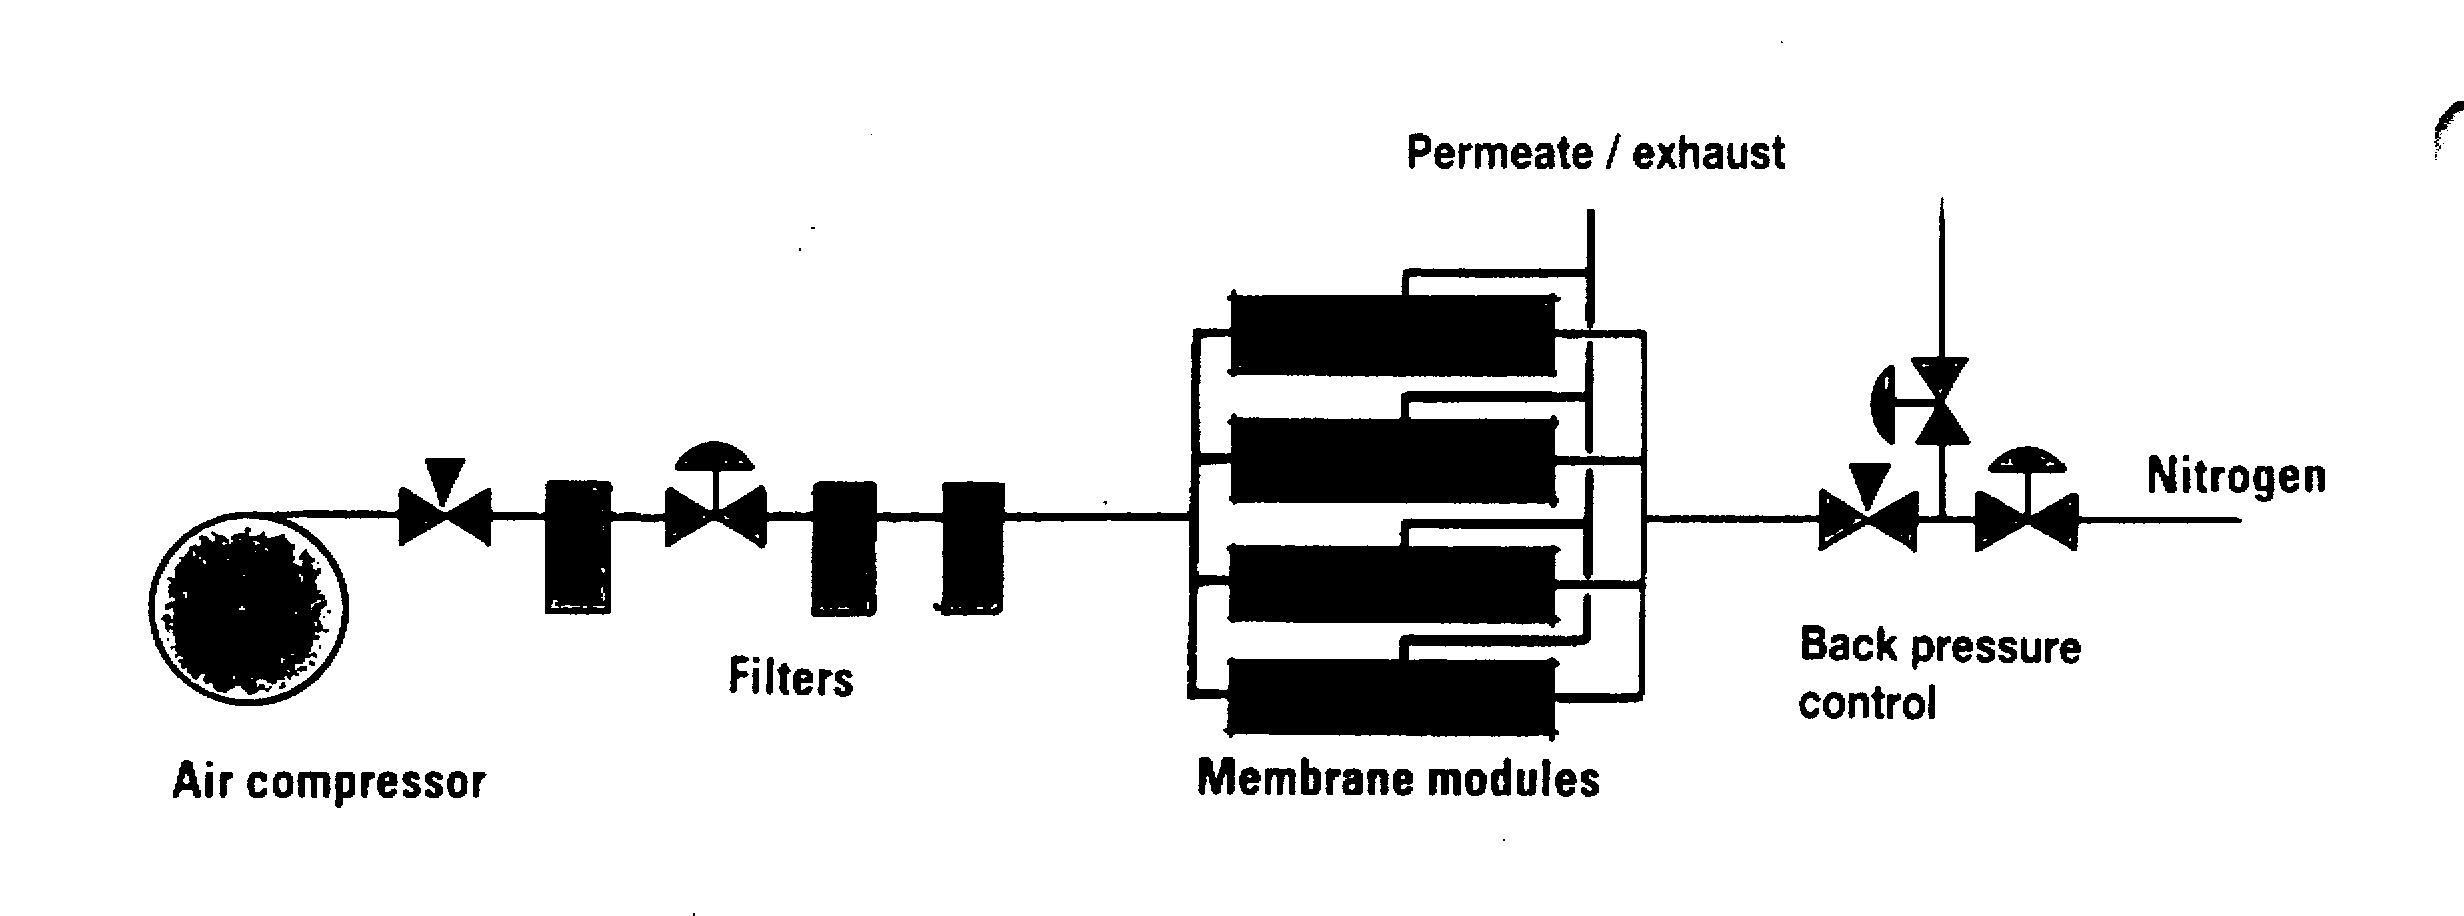 Permeate / exhaust
Nitrogen
Filters
Back pressure
control
Air compressor
Membrane modules